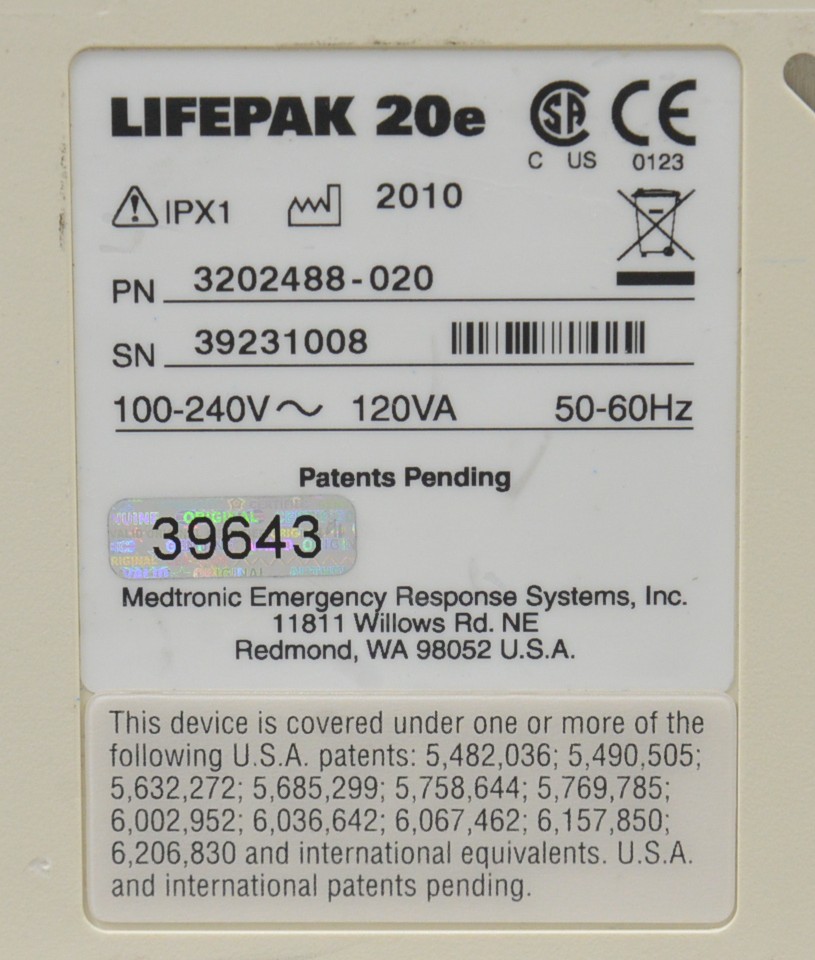 LIFEPAK 20e
C US
0123
IPX1
2010
PN 3202488-020
SN 39231008
100-240V~ 120VA 50-60Hz
Patents Pending
ORIGINAL
39643
Medtronic Emergency Response Systems, Inc.
11811 Willows Rd. NE
Redmond, WA 98052 U.S.A.
This device is covered under one or more of the
following U.S.A. patents: 5,482,036; 5,490,505;
5,632,272; 5,685,299; 5,758,644; 5,769,785;
6,002,952; 6,036,642; 6,067,462; 6,157,850;
6,206,830 and international equivalents. U.S.A.
and international patents pending.